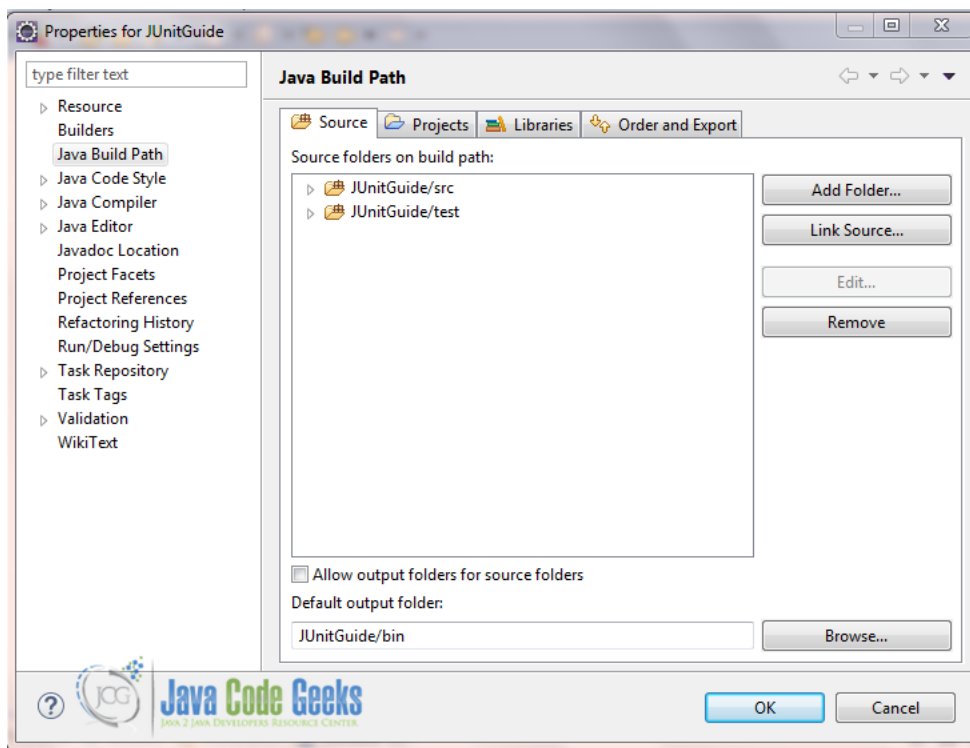 Properties for JUnitGuide
type filter text
Resource
Builders
Java Build Path
Java Code Style
Java Compiler
Java Editor
Javadoc Location
Project Facets
Project References
Refactoring History
Run/Debug Settings
Task Repository
Task Tags
Validation
WikiText
Java Build Path
Source
Projects
Libraries
Order and Export
Source folders on build path:
JUnitGuide/src
JUnitGuide/test
Add Folder...
Link Source...
Edit...
Remove
Allow output folders for source folders
Default output folder:
JUnitGuide/bin
Browse...
?
JCG
Java Code Geeks
JAVA 2 JAVA DEVELOPERS RESOURCE CENTER
OK
Cancel